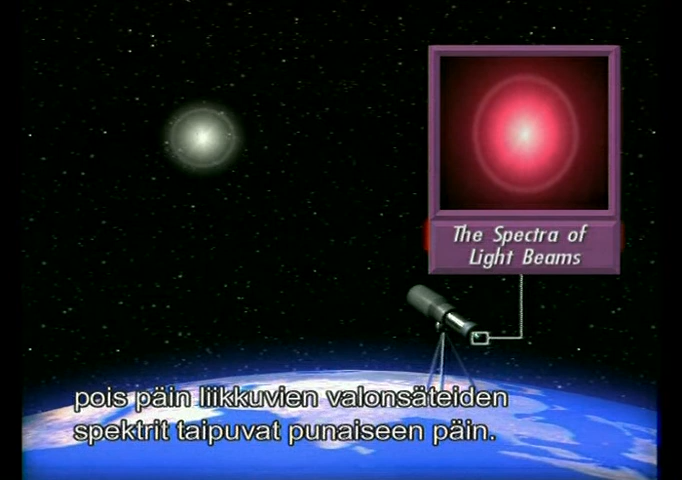 The Spectra of
Light Beams
pois päin liikkuvien valonsäteiden
spektrit taipuvat punaiseen päin.